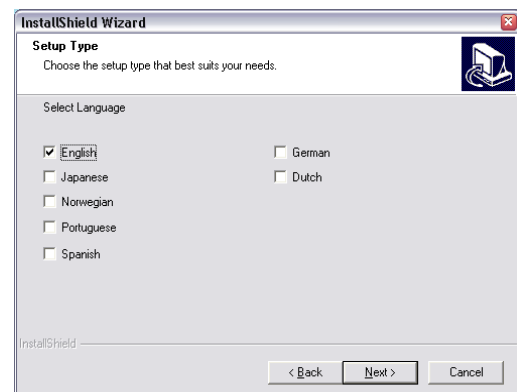 InstallShield Wizard
Setup Type
Choose the setup type that best suits your needs.
Select Language
English
Japanese
Norwegian
Portuguese
Spanish
German
Dutch
InstallShield
< Back
Next >
Cancel